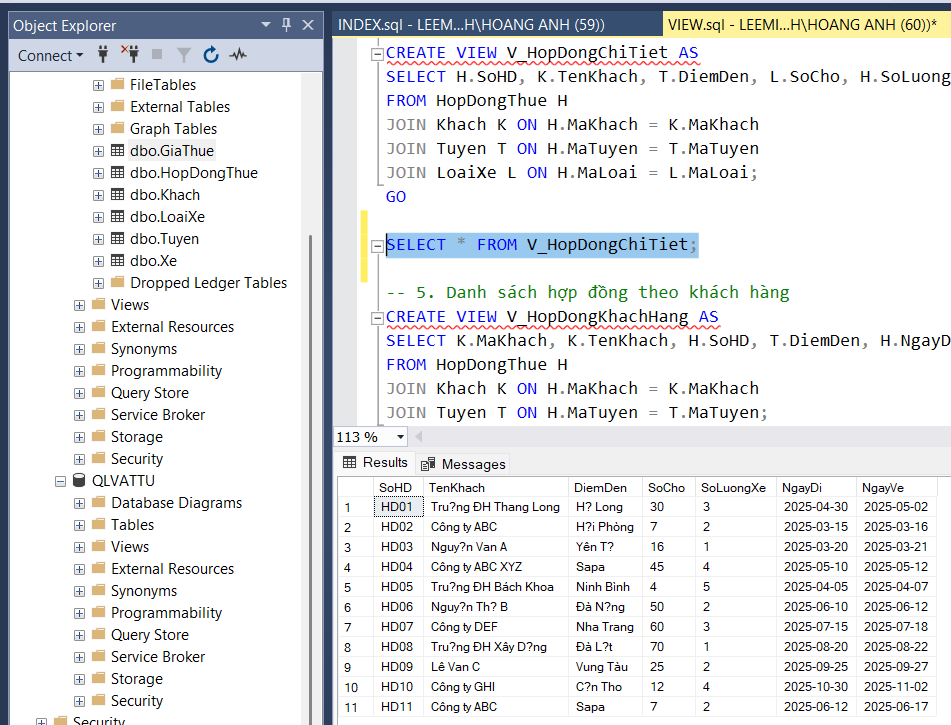 Object Explorer
Connect
FileTables
External Tables
Graph Tables
dbo.GiaThue
dbo.HopDongThue
dbo.Khach
dbo.LoaiXe
dbo.Tuyen
dbo.Xe
Dropped Ledger Tables
Views
External Resources
Synonyms
Programmability
Query Store
Service Broker
Storage
Security
QLVATTU
Database Diagrams
Tables
Views
External Resources
Synonyms
Programmability
Query Store
Service Broker
Storage
Security
Security
INDEX.sql - LEEM...H\HOANG ANH (59))
VIEW.sql - LEEMI...H\HOANG ANH (60))*
CREATE VIEW V_HopDongChiTiet AS
SELECT H.SoHD, K.TenKhach, T.DiemDen, L.SoCho, H.SoLuong
FROM HopDongThue H
JOIN Khach K ON H.MaKhach = K.MaKhach
JOIN Tuyen T ON H.MaTuyen = T.MaTuyen
JOIN LoaiXe L ON H.MaLoai = L.MaLoai;
GO
SELECT * FROM V_HopDongChiTiet;
-- 5. Danh sách hợp đồng theo khách hàng
CREATE VIEW V_HopDongKhachHang AS
SELECT K.MaKhach, K.TenKhach, H.SoHD, T.DiemDen, H.NgayD
FROM HopDongThue H
JOIN Khach K ON H.MaKhach = K.MaKhach
JOIN Tuyen T ON H.MaTuyen = T.MaTuyen;
113 %
Results Messages
SoHD TenKhach DiemDen SoCho SoLuongXe NgayDi NgayVe
1 HD01 Tru?ng ĐH Thang Long H? Long 30 3 2025-04-30 2025-05-02
2 HD02 Công ty ABC H?i Phòng 7 2 2025-03-15 2025-03-16
3 HD03 Nguy?n Van A Yên T? 16 1 2025-03-20 2025-03-21
4 HD04 Công ty ABC XYZ Sapa 45 4 2025-05-10 2025-05-12
5 HD05 Tru?ng ĐH Bách Khoa Ninh Bình 4 5 2025-04-05 2025-04-07
6 HD06 Nguy?n Th? B Đà N?ng 50 2 2025-06-10 2025-06-12
7 HD07 Công ty DEF Nha Trang 60 3 2025-07-15 2025-07-18
8 HD08 Tru?ng ĐH Xây D?ng Đà L?t 70 1 2025-08-20 2025-08-22
9 HD09 Lê Van C Vung Tàu 25 2 2025-09-25 2025-09-27
10 HD10 Công ty GHI C?n Tho 12 4 2025-10-30 2025-11-02
11 HD11 Công ty ABC Sapa 7 2 2025-06-12 2025-06-17